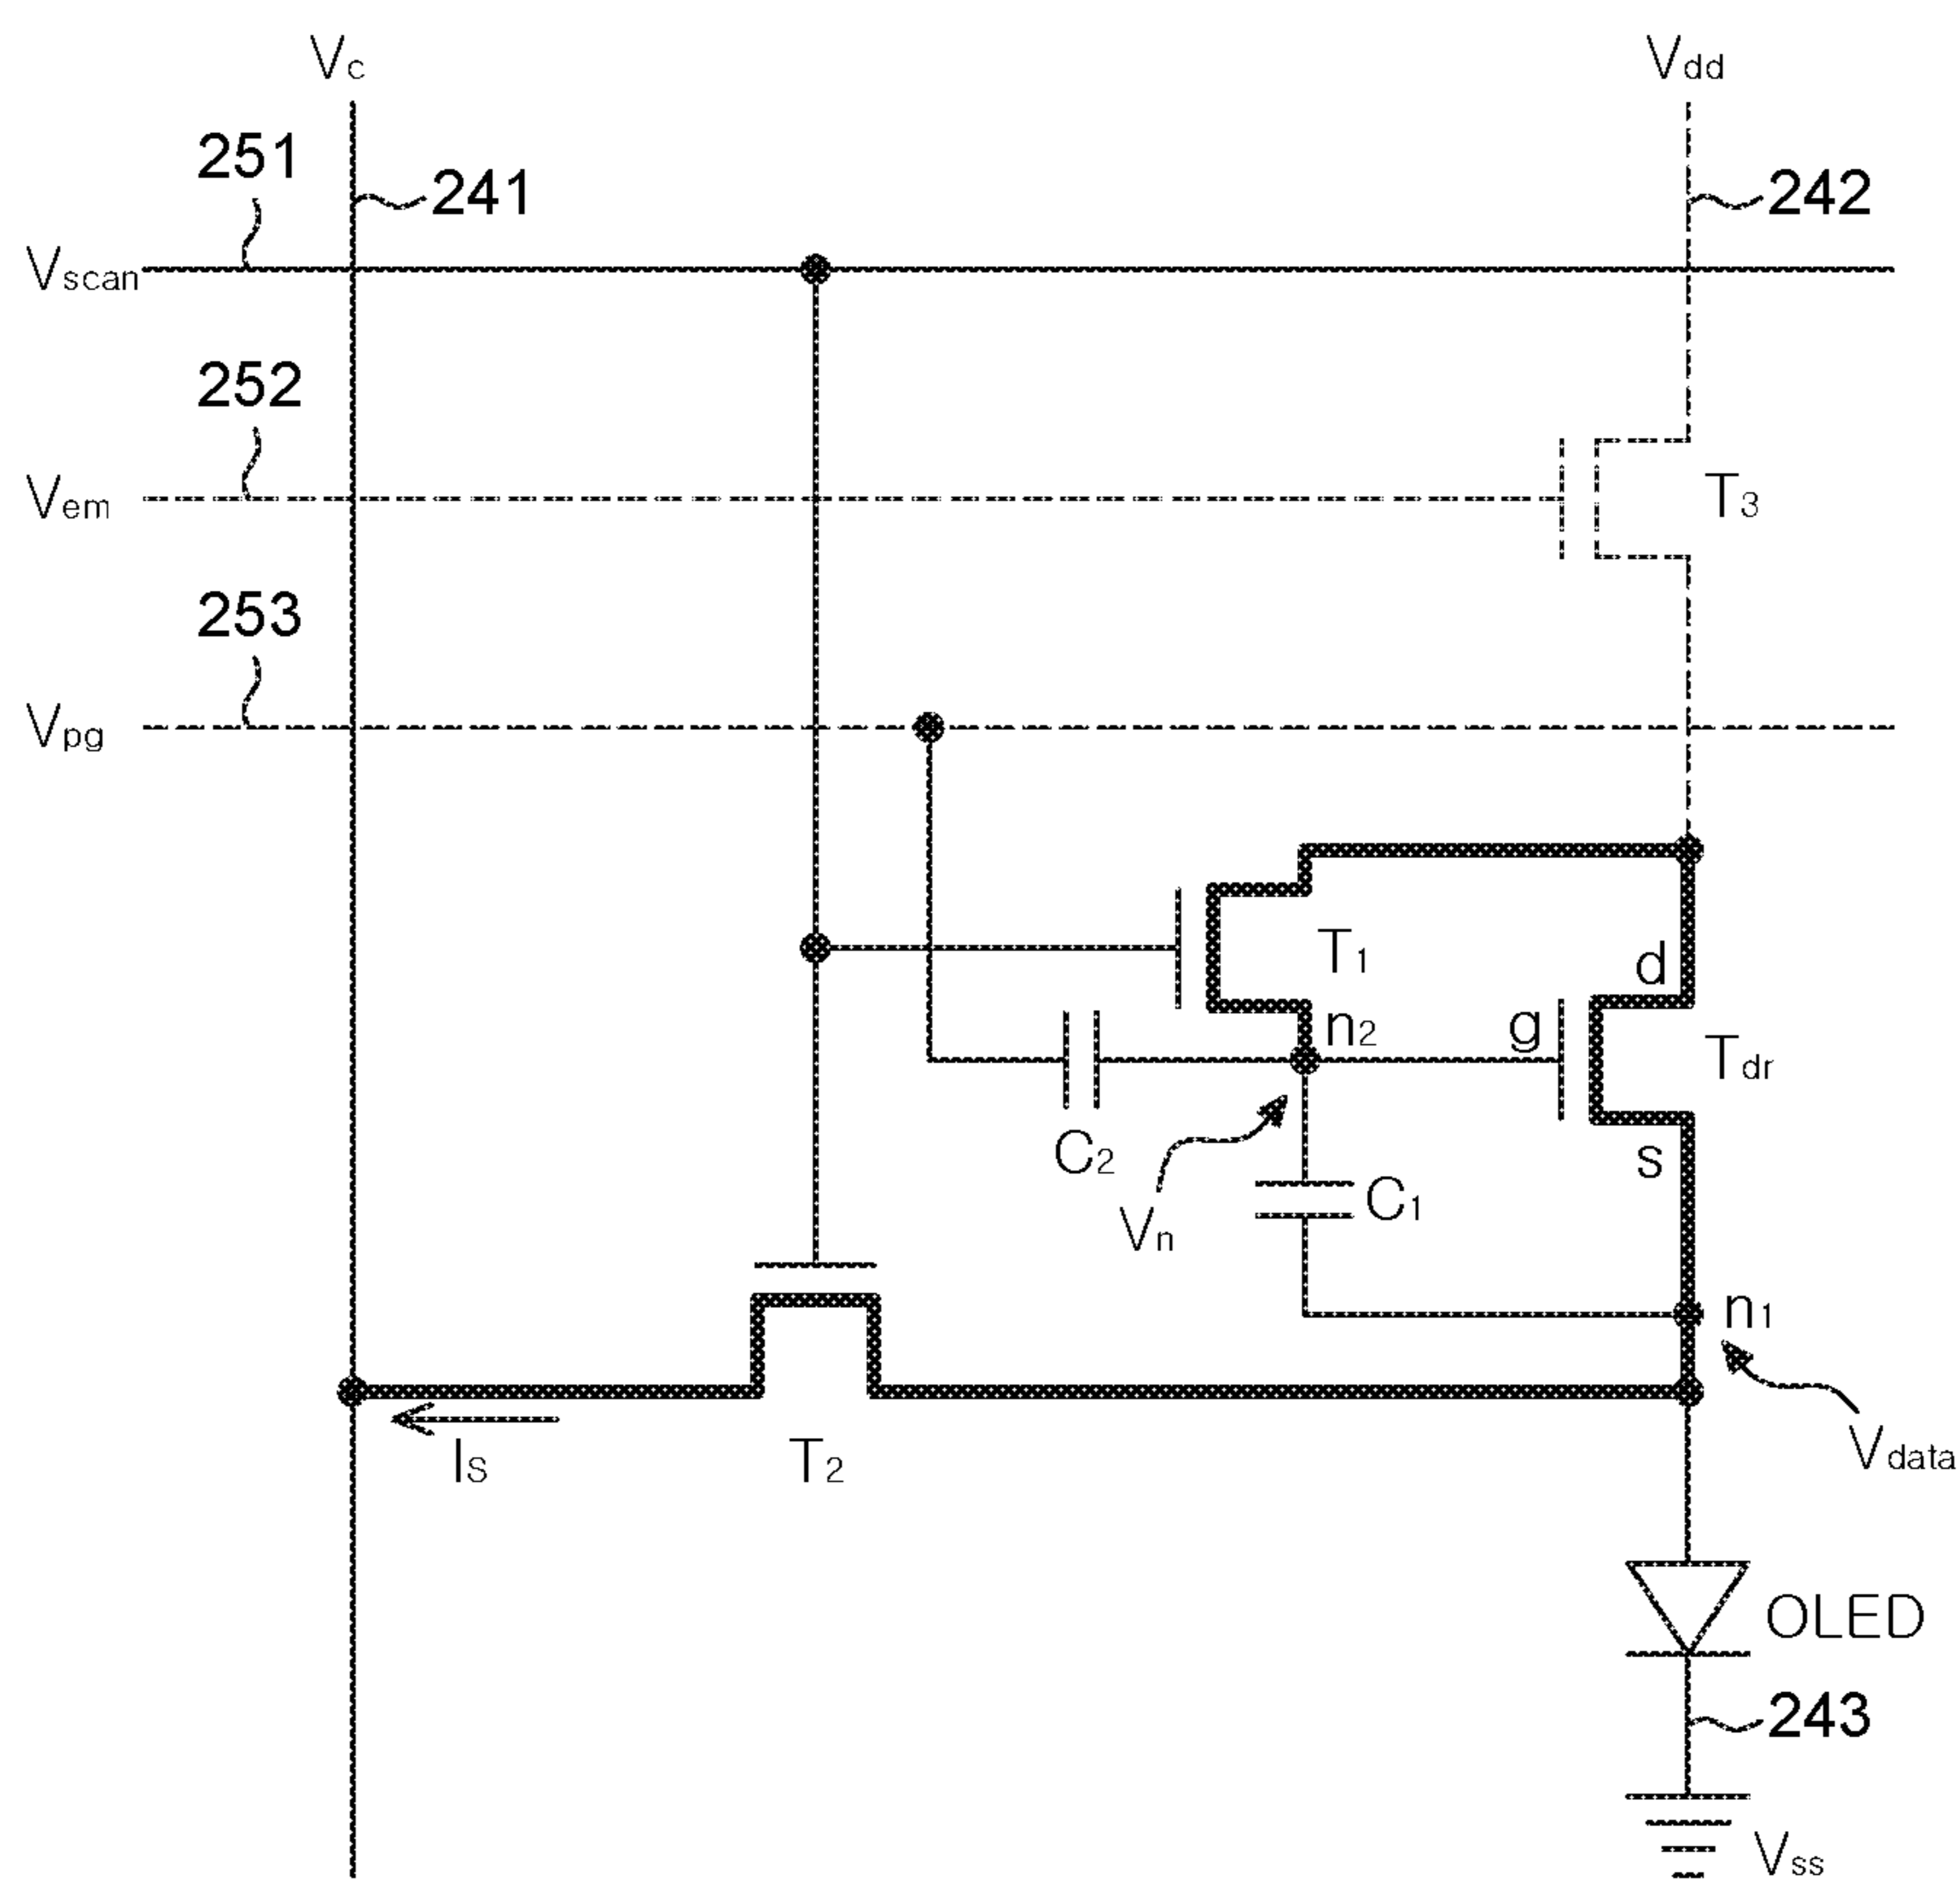 Vc
Vdd
251
241
242
Vscan
252
Vem
T3
253
Vpg
T1
d
n2
g
Tdr
C2
s
C1
Vn
n1
Is
T2
Vdata
OLED
243
Vss